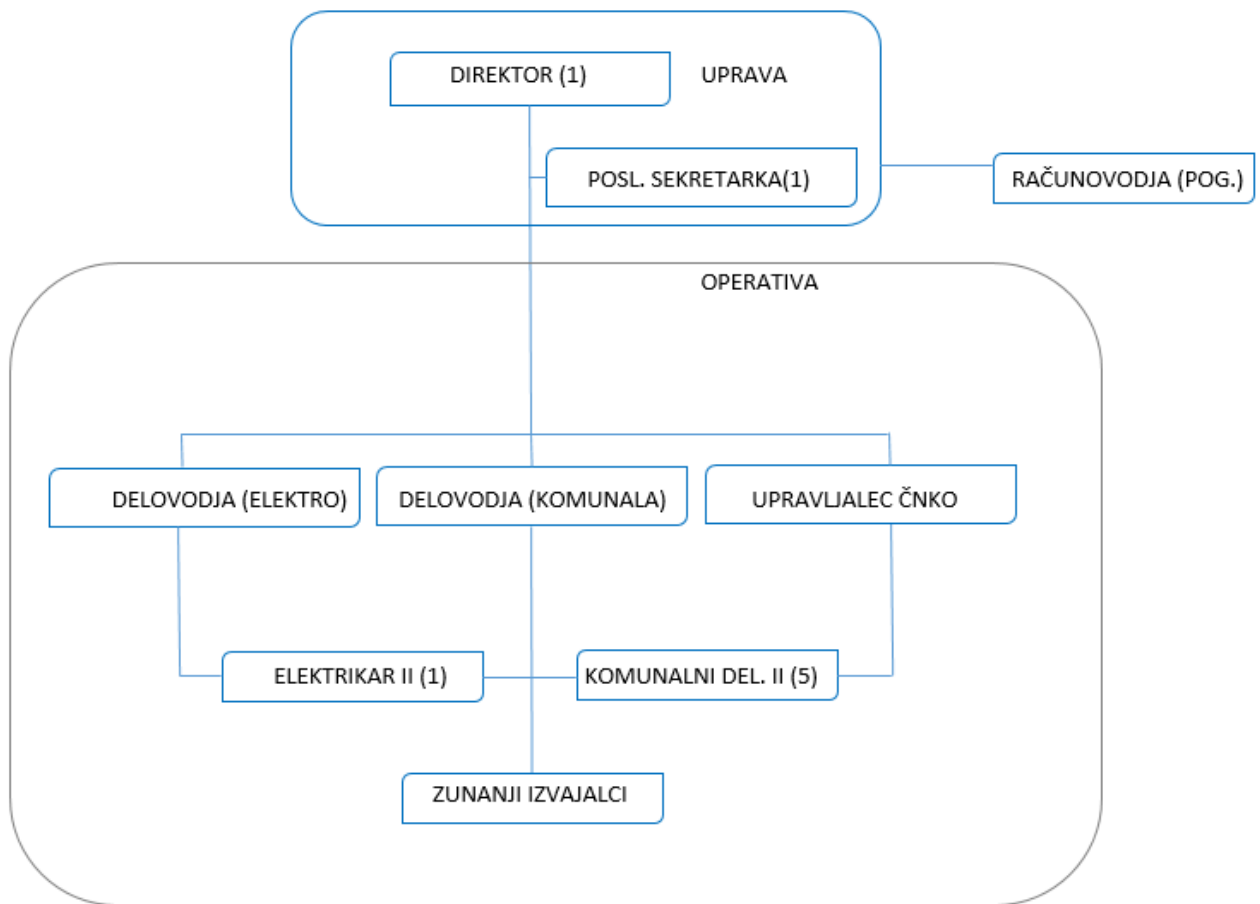 DIREKTOR (1)
UPRAVA
POSL. SEKRETARKA(1)
RAČUNOVODJA (POG.)
OPERATIVA
DELOVODJA (ELEKTRO)
DELOVODJA (KOMUNALA)
UPRAVLJALEC ČNKO
ELEKTRIKAR II (1)
KOMUNALNI DEL. II (5)
ZUNANJI IZVAJALCI